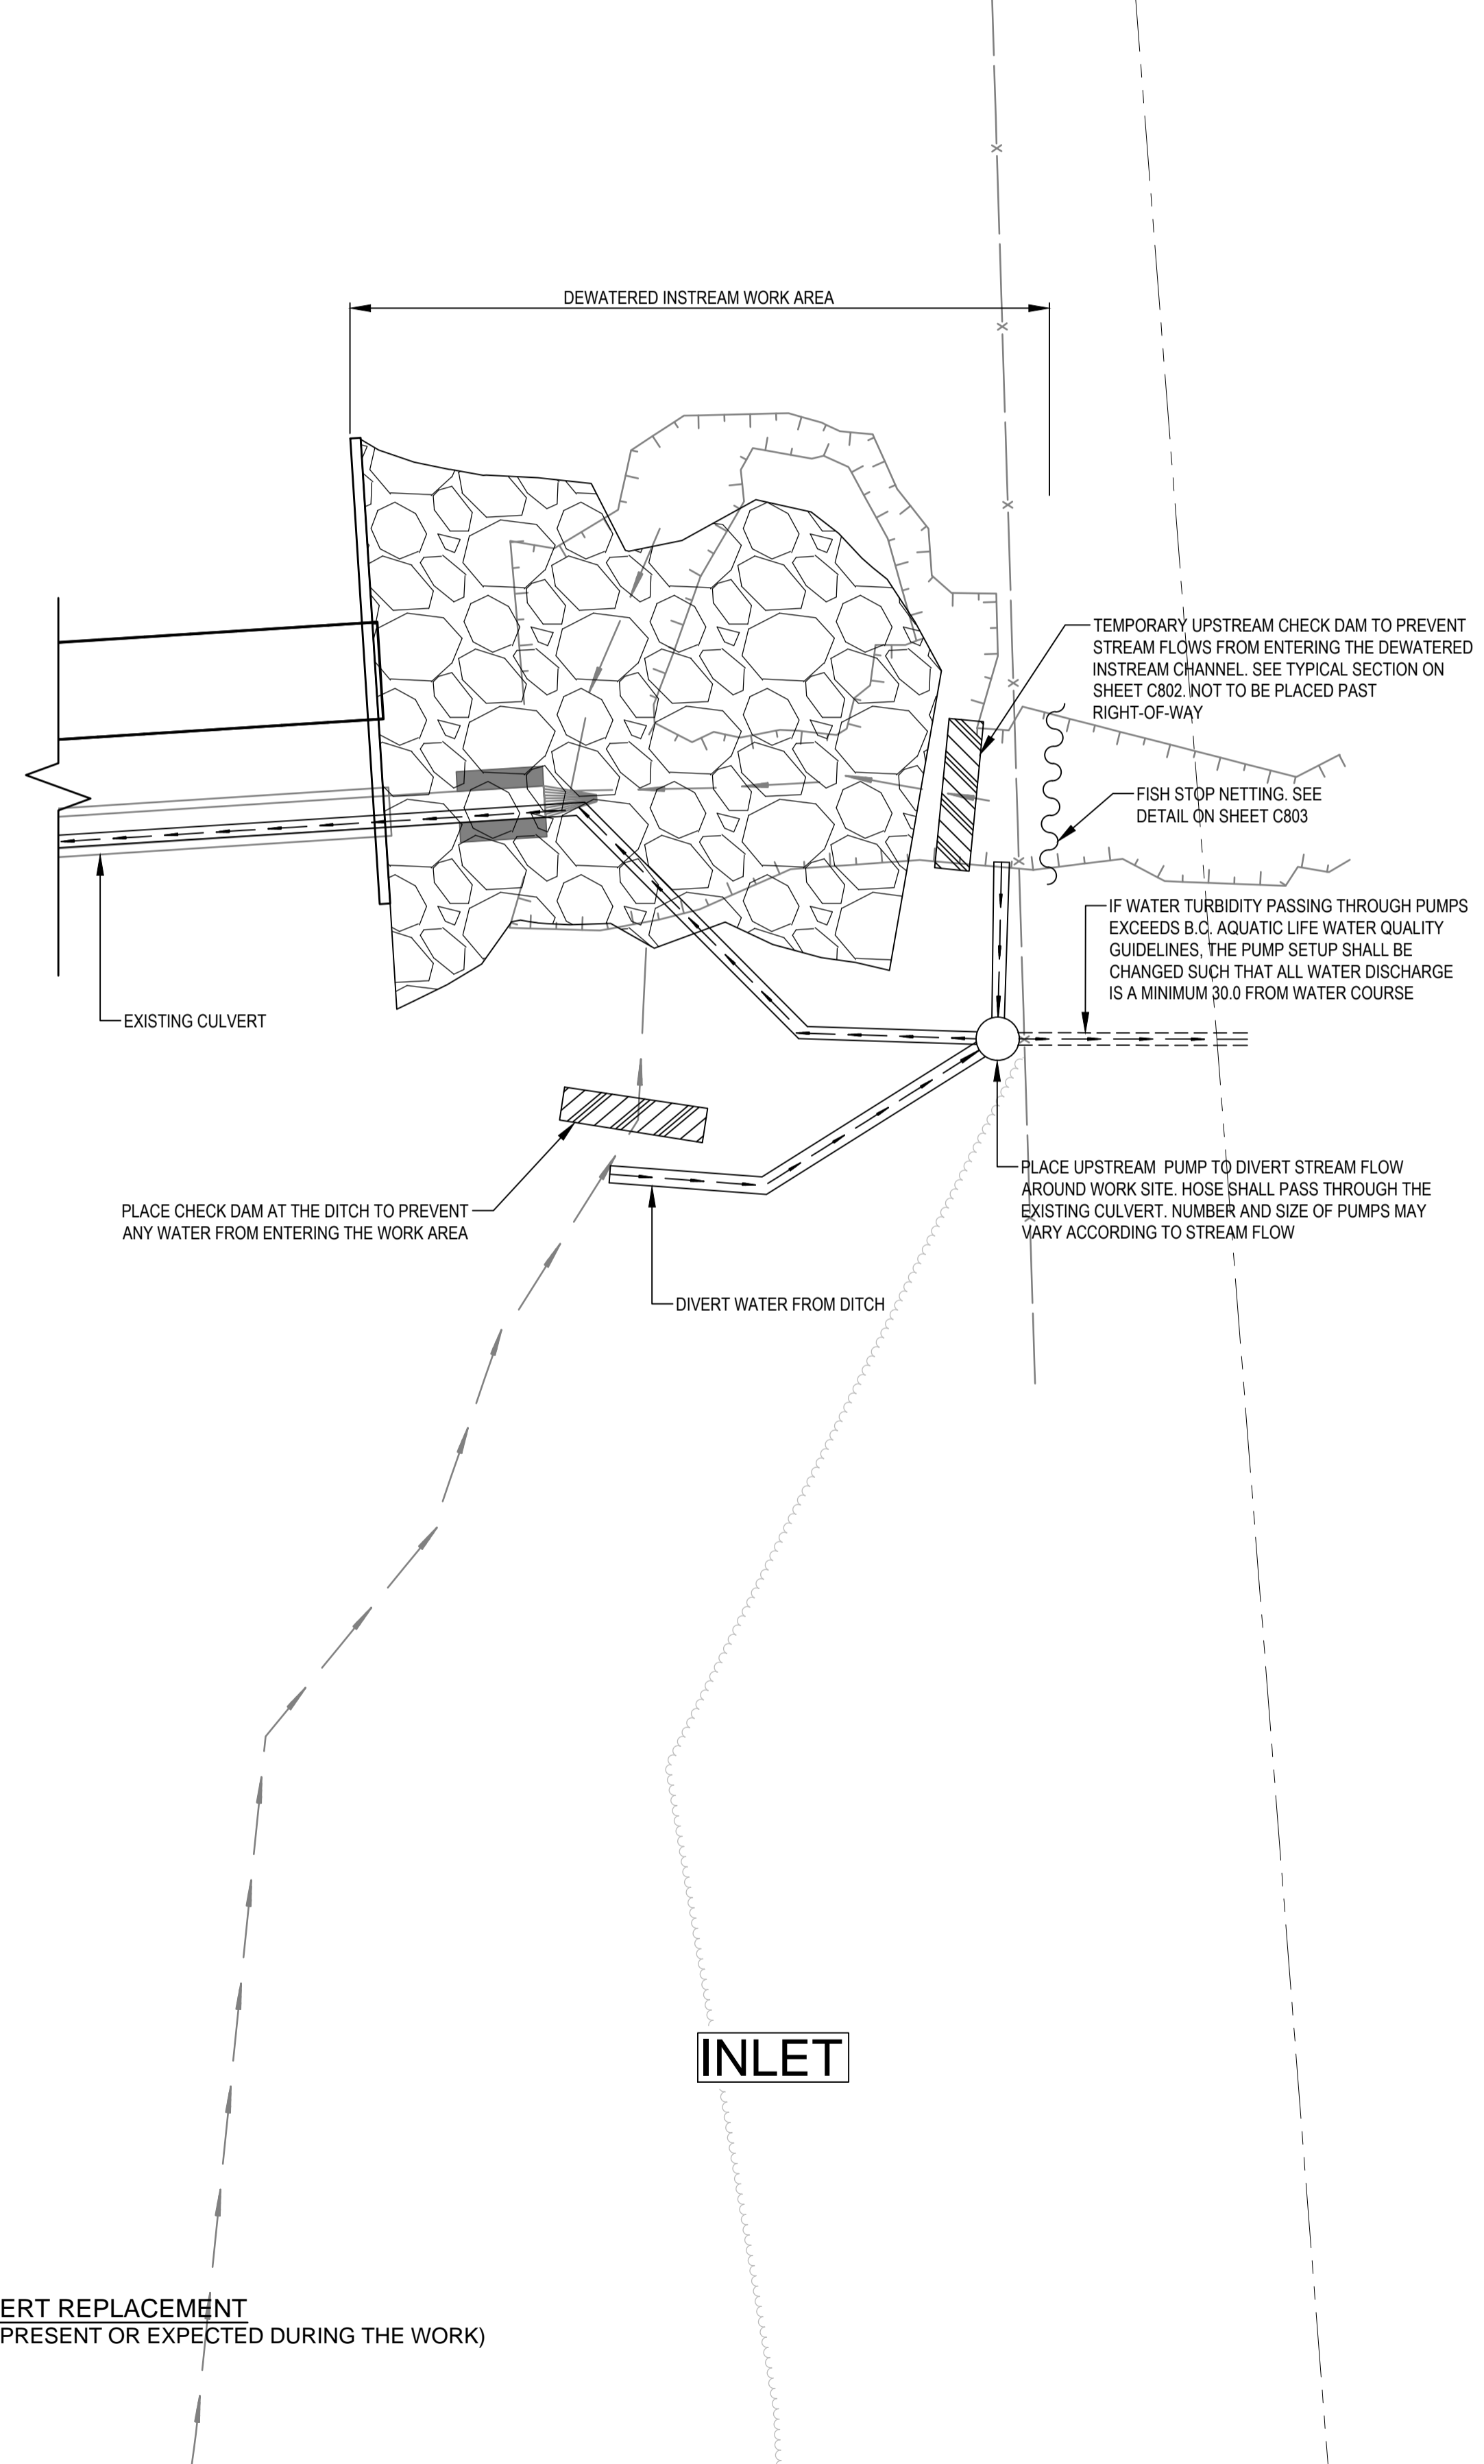 DEWATERED INSTREAM WORK AREA
TEMPORARY UPSTREAM CHECK DAM TO PREVENT
STREAM FLOWS FROM ENTERING THE DEWATERED
INSTREAM CHANNEL. SEE TYPICAL SECTION ON
SHEET C802. NOT TO BE PLACED PAST
RIGHT-OF-WAY
FISH STOP NETTING. SEE
DETAIL ON SHEET C803
IF WATER TURBIDITY PASSING THROUGH PUMPS
EXCEEDS B.C. AQUATIC LIFE WATER QUALITY
GUIDELINES, THE PUMP SETUP SHALL BE
CHANGED SUCH THAT ALL WATER DISCHARGE
IS A MINIMUM 30.0 FROM WATER COURSE
EXISTING CULVERT
PLACE UPSTREAM PUMP TO DIVERT STREAM FLOW
AROUND WORK SITE. HOSE SHALL PASS THROUGH THE
EXISTING CULVERT. NUMBER AND SIZE OF PUMPS MAY
VARY ACCORDING TO STREAM FLOW
PLACE CHECK DAM AT THE DITCH TO PREVENT
ANY WATER FROM ENTERING THE WORK AREA
DIVERT WATER FROM DITCH
INLET
ERT REPLACEMENT
PRESENT OR EXPECTED DURING THE WORK)